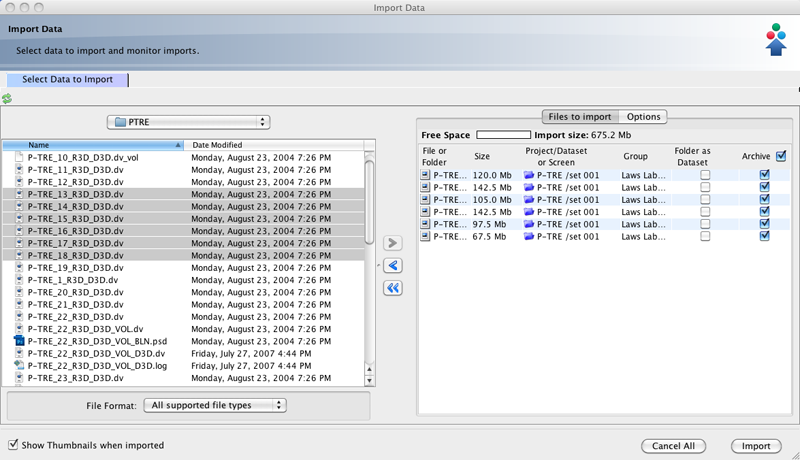 Import Data
Import Data
Select data to import and monitor imports.
Select Data to Import
PTRE
Name Date Modified
P-TRE_10_R3D_D3D.dv_vol Monday, August 23, 2004 7:26 PM
P-TRE_11_R3D_D3D.dv Monday, August 23, 2004 7:26 PM
P-TRE_12_R3D_D3D.dv Monday, August 23, 2004 7:26 PM
P-TRE_13_R3D_D3D.dv Monday, August 23, 2004 7:26 PM
P-TRE_14_R3D_D3D.dv Monday, August 23, 2004 7:26 PM
P-TRE_15_R3D_D3D.dv Monday, August 23, 2004 7:26 PM
P-TRE_16_R3D_D3D.dv Monday, August 23, 2004 7:26 PM
P-TRE_17_R3D_D3D.dv Monday, August 23, 2004 7:26 PM
P-TRE_18_R3D_D3D.dv Monday, August 23, 2004 7:26 PM
P-TRE_19_R3D_D3D.dv Monday, August 23, 2004 7:26 PM
P-TRE_1_R3D_D3D.dv Monday, August 23, 2004 7:26 PM
P-TRE_20_R3D_D3D.dv Monday, August 23, 2004 7:26 PM
P-TRE_21_R3D_D3D.dv Monday, August 23, 2004 7:26 PM
P-TRE_22_R3D_D3D_VOL.dv Monday, August 23, 2004 7:26 PM
P-TRE_22_R3D_D3D_VOL_BLN.psd Monday, August 23, 2004 7:26 PM
P-TRE_22_R3D_D3D_VOL_D3D.dv Friday, July 27, 2007 4:44 PM
P-TRE_22_R3D_D3D_VOL_D3D.log Friday, July 27, 2007 4:44 PM
P-TRE_23_R3D_D3D.dv Monday, August 23, 2004 7:26 PM
File Format: All supported file types
Files to import Options
Free Space Import size: 675.2 Mb
File or Folder Size Project/Dataset or Screen Group Folder as Dataset Archive
P-TRE... 120.0 Mb P-TRE /set 001 Laws Lab...
P-TRE... 142.5 Mb P-TRE /set 001 Laws Lab...
P-TRE... 105.0 Mb P-TRE /set 001 Laws Lab...
P-TRE... 142.5 Mb P-TRE /set 001 Laws Lab...
P-TRE... 97.5 Mb P-TRE /set 001 Laws Lab...
P-TRE... 67.5 Mb P-TRE /set 001 Laws Lab...
Show Thumbnails when imported
Cancel All Import